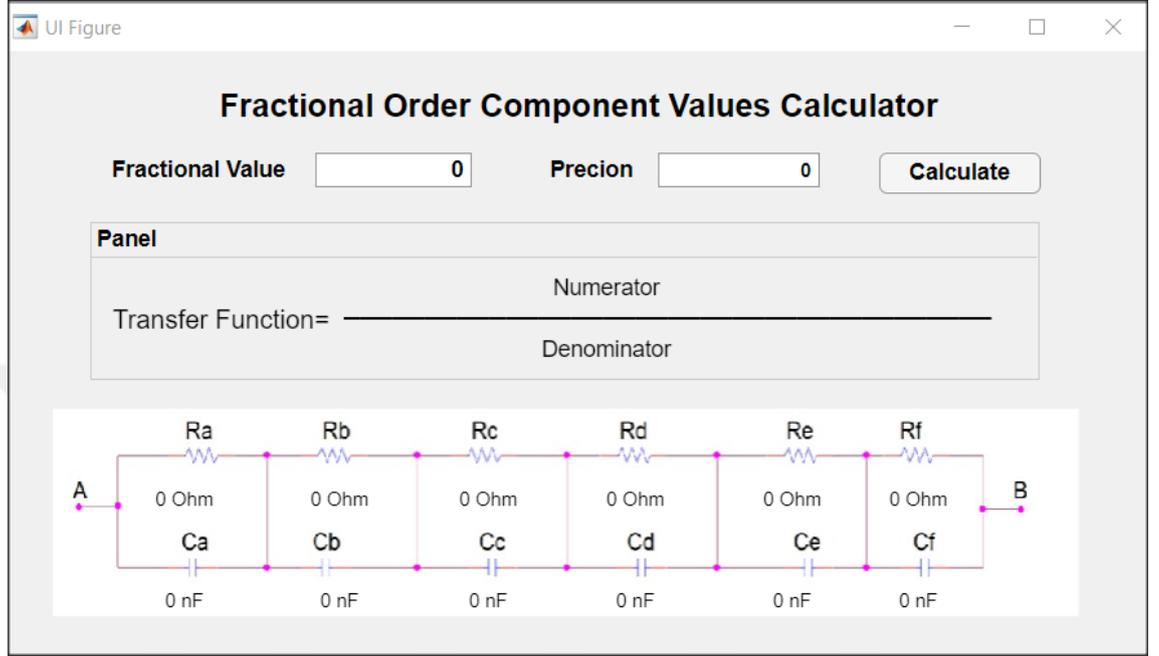 UI Figure
Fractional Order Component Values Calculator
Fractional Value 0 Precion 0 Calculate
Panel
Numerator
Transfer Function=
Denominator
Ra Rb Rc Rd Re Rf
A B
0 Ohm 0 Ohm 0 Ohm 0 Ohm 0 Ohm 0 Ohm
Ca Cb Cc Cd Ce Cf
0 nF 0 nF 0 nF 0 nF 0 nF 0 nF